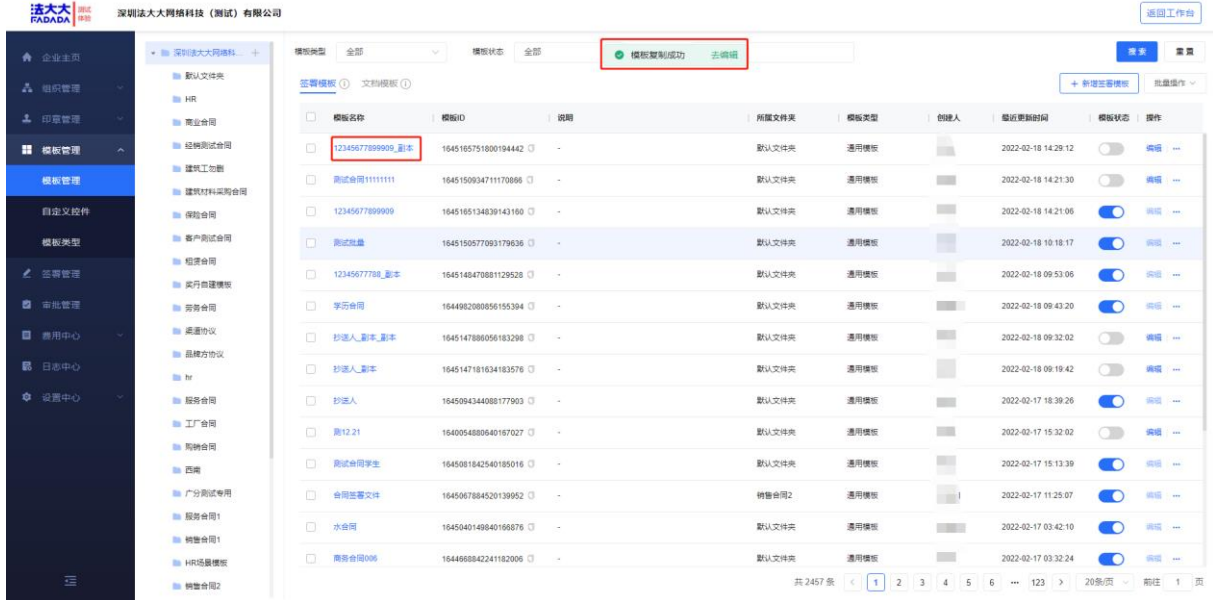 法大大 FADADA 测试体验 深圳法大大网络科技（测试）有限公司 返回工作台
企业主页
组织管理
印章管理
模板管理
模板管理
自定义控件
模板类型
签署管理
审批管理
费用中心
日志中心
设置中心
深圳法大大网络科... +
默认文件夹
HR
商业合同
经销测试合同
建筑工勿删
建筑材料采购合同
保险合同
客户测试合同
租赁合同
奕丹自建模板
劳务合同
渠道协议
品牌方协议
hr
服务合同
工厂合同
购销合同
西南
广分测试专用
服务合同1
销售合同1
HR场景模板
销售合同2
模板类型 全部 模板状态 全部 模板复制成功 去编辑 搜索 重置
签署模板 文档模板 + 新增签署模板 批量操作
模板名称 模板ID 说明 所属文件夹 模板类型 创建人 最近更新时间 模板状态 操作
12345677899909_副本 1645165751800194442 - 默认文件夹 通用模板 2022-02-18 14:29:12 编辑 ···
测试合同11111111 1645150934711170866 - 默认文件夹 通用模板 2022-02-18 14:21:30 编辑 ···
12345677899909 1645165134839143160 - 默认文件夹 通用模板 2022-02-18 14:21:06 编辑 ···
测试批量 1645150577093179636 - 默认文件夹 通用模板 2022-02-18 10:18:17 编辑 ···
12345677788_副本 1645148470881129528 - 默认文件夹 通用模板 2022-02-18 09:53:06 编辑 ···
学历合同 1644982080856155394 - 默认文件夹 通用模板 2022-02-18 09:43:20 编辑 ···
抄送人_副本_副本 1645147886056183298 - 默认文件夹 通用模板 2022-02-18 09:32:02 编辑 ···
抄送人_副本 1645147181634183576 - 默认文件夹 通用模板 2022-02-18 09:19:42 编辑 ···
抄送人 1645094344088177903 - 默认文件夹 通用模板 2022-02-17 18:39:26 编辑 ···
测12.21 1640054880640167027 - 默认文件夹 通用模板 2022-02-17 15:32:02 编辑 ···
测试合同学生 1645081842540185016 - 默认文件夹 通用模板 2022-02-17 15:13:39 编辑 ···
合同签署文件 1645067884520139952 - 销售合同2 通用模板 2022-02-17 11:25:07 编辑 ···
水合同 1645040149840166876 - 默认文件夹 通用模板 2022-02-17 03:42:10 编辑 ···
商务合同006 1644668842241182006 - 默认文件夹 通用模板 2022-02-17 03:32:24 编辑 ···
共 2457 条 < 1 2 3 4 5 6 ··· 123 > 20条/页 前往 1 页